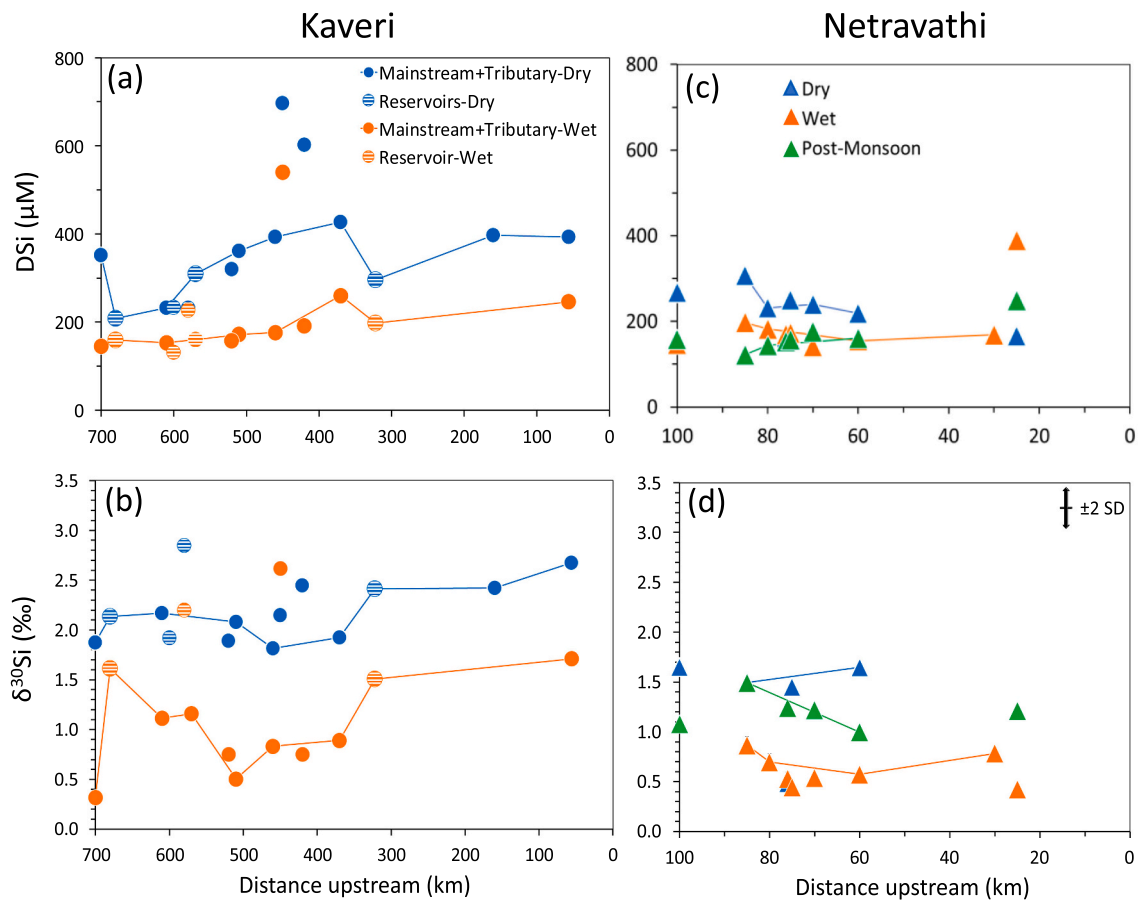 Kaveri
Netravathi
(a)
Mainstream+Tributary-Dry
Reservoirs-Dry
Mainstream+Tributary-Wet
Reservoir-Wet
DSi (µM)
800
600
400
200
0
700 600 500 400 300 200 100 0
(c)
Dry
Wet
Post-Monsoon
800
600
400
200
0
100 80 60 40 20 0
(b)
δ³⁰Si (‰)
3.5
3.0
2.5
2.0
1.5
1.0
0.5
0.0
700 600 500 400 300 200 100 0
Distance upstream (km)
(d)
±2 SD
3.5
3.0
2.5
2.0
1.5
1.0
0.5
0.0
100 80 60 40 20 0
Distance upstream (km)